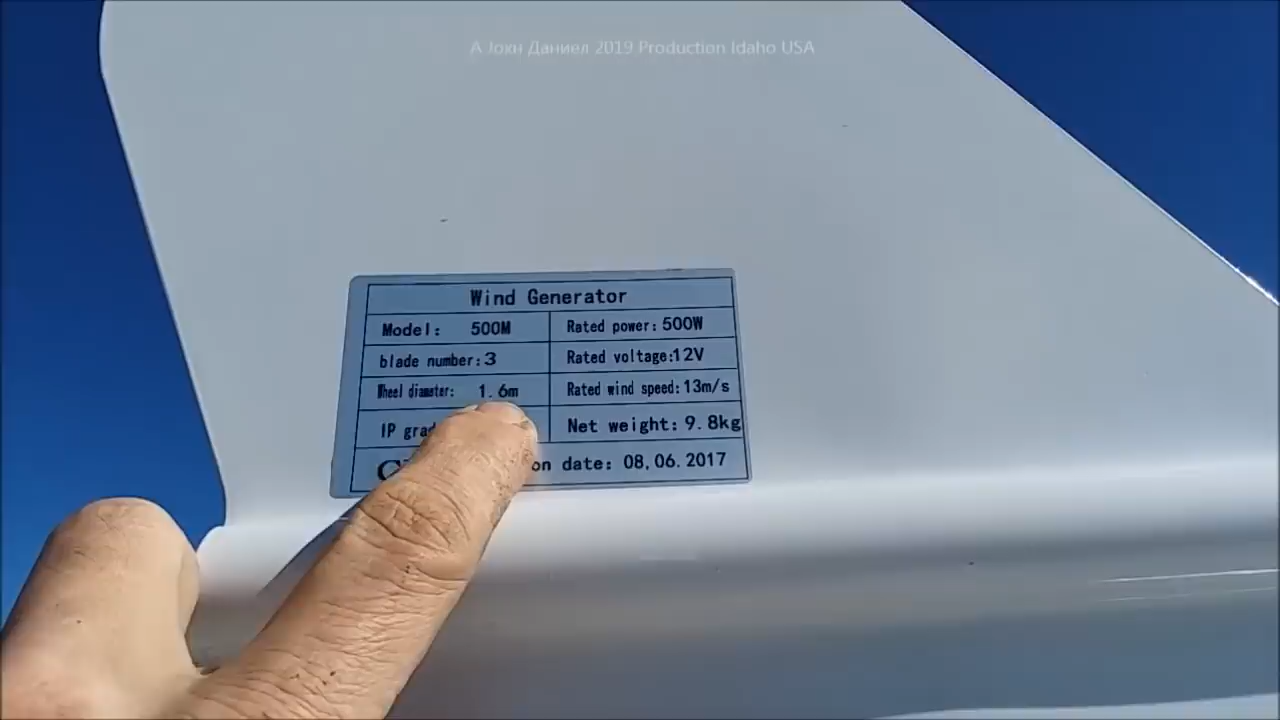 А Јохн Даниел 2019 Production Idaho USA
Wind Generator
Model: 500M
Rated power: 500W
blade number: 3
Rated voltage: 12V
Wheel diameter: 1.6m
Rated wind speed: 13m/s
IP
Net weight: 9.8kg
date: 08,06.2017